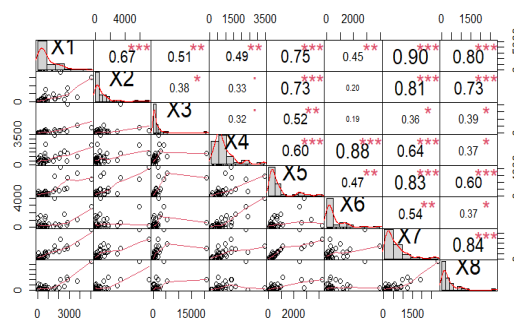 0 4000 0 1500 3500 0 2000 0 1500
X1 0.67*** 0.51** 0.49** 0.75*** 0.45** 0.90*** 0.80***
0 X2 0.38* 0.33. 0.73*** 0.20 0.81*** 0.73***
X3 0.32. 0.52** 0.19 0.36* 0.39*
0 3500 X4 0.60*** 0.88*** 0.64*** 0.37*
X5 0.47** 0.83*** 0.60***
0 4000 X6 0.54** 0.37*
X7 0.84***
0 X8
0 3000 0 15000 0 2000 0 1500